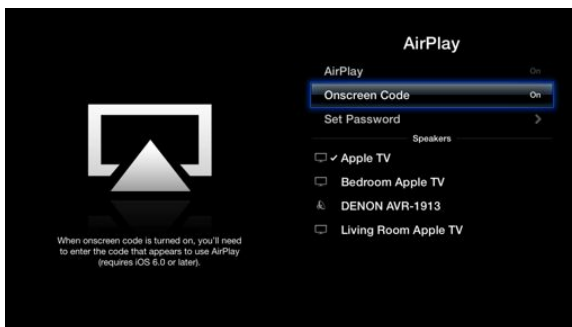 AirPlay
AirPlay On
Onscreen Code On
Set Password
Speakers
Apple TV
Bedroom Apple TV
DENON AVR-1913
Living Room Apple TV
When onscreen code is turned on, you'll need
to enter the code that appears to use AirPlay
(requires iOS 6.0 or later).